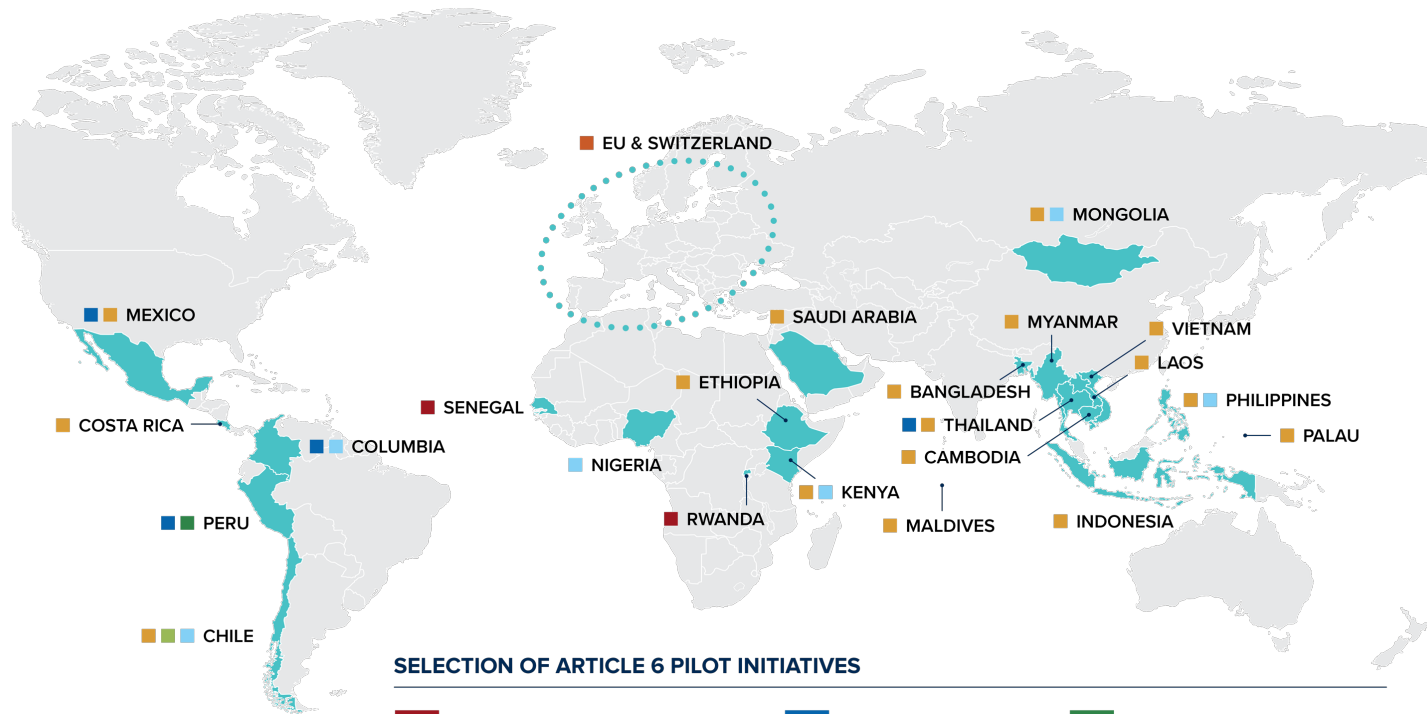 EU & SWITZERLAND
MONGOLIA
MEXICO
SAUDI ARABIA
MYANMAR
VIETNAM
LAOS
ETHIOPIA
BANGLADESH
PHILIPPINES
SENEGAL
COSTA RICA
THAILAND
PALAU
COLUMBIA
CAMBODIA
NIGERIA
KENYA
RWANDA
MALDIVES
INDONESIA
PERU
CHILE
SELECTION OF ARTICLE 6 PILOT INITIATIVES